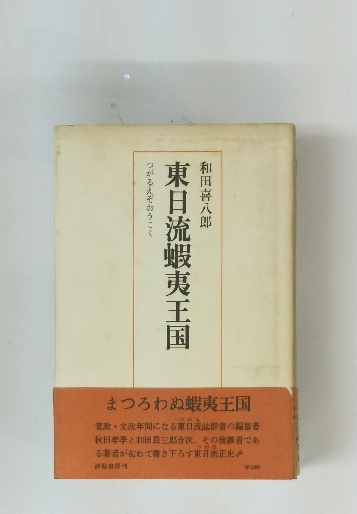 和田喜八郎
東日流蝦夷王国
つがるえぞおうこく
まつろわぬ蝦夷王国
寛政・文政年間になる東日流誌群書の編纂者
秋田孝季と和田長三郎吉次。その後継者であ
る著者が初めて書き下ろす東日流正史!!
津軽書房刊